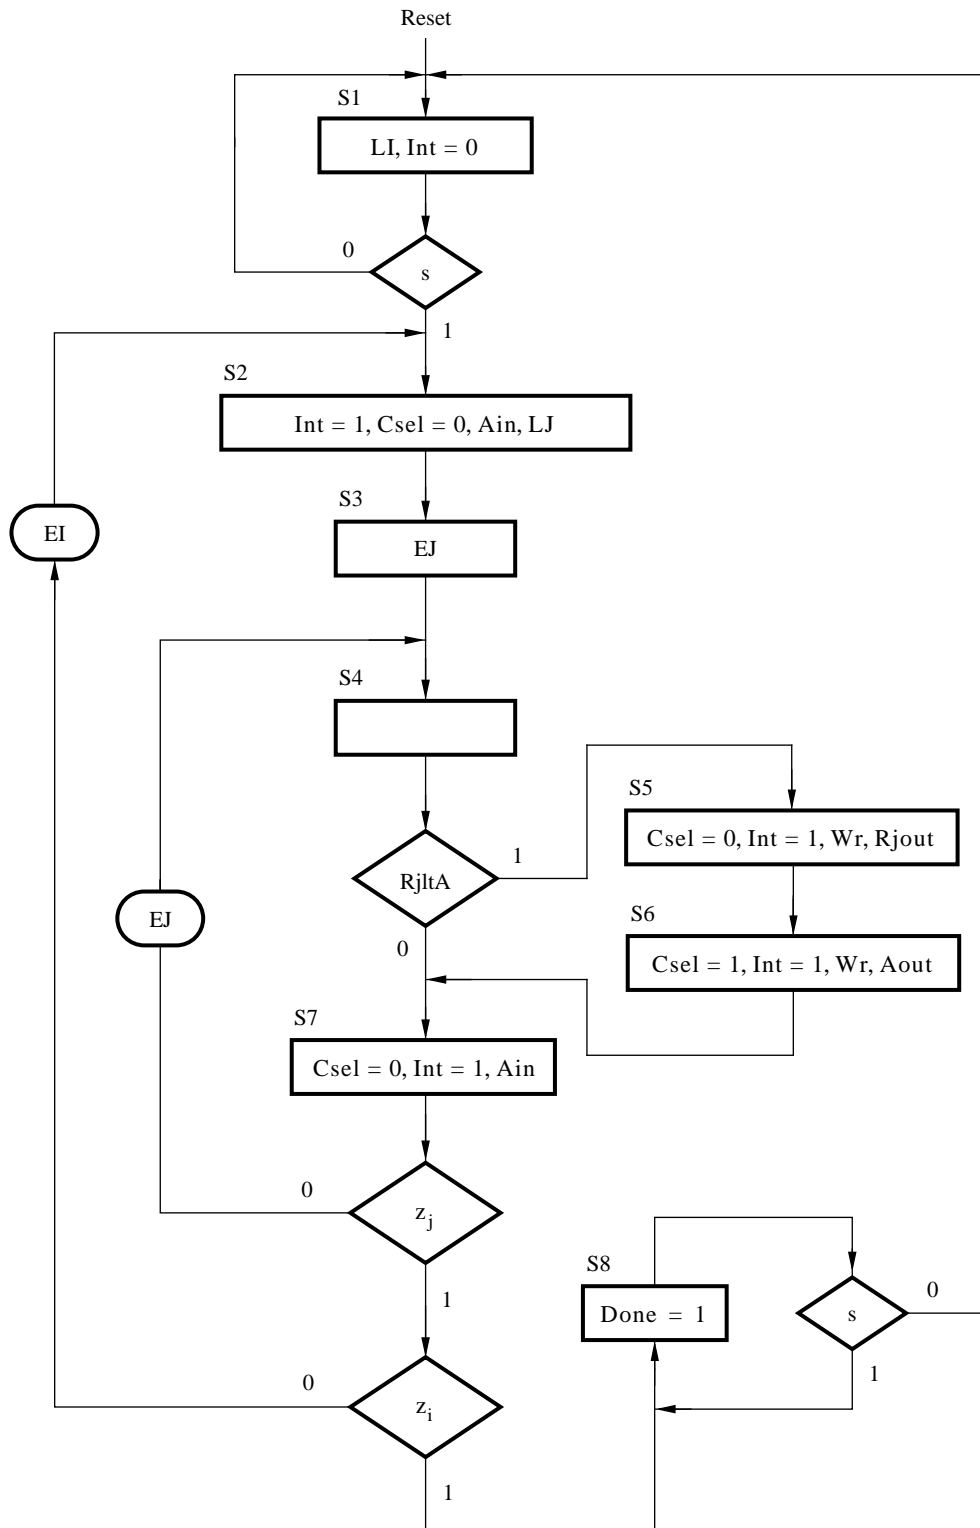 Reset
S1
LI, Int = 0
0
s
1
S2
Int = 1, Csel = 0, Ain, LJ
S3
EI
EJ
S4
S5
Csel = 0, Int = 1, Wr, Rjout
1
RjltA
EJ
S6
0
Csel = 1, Int = 1, Wr, Aout
S7
Csel = 0, Int = 1, Ain
0
z_j
S8
0
1
Done = 1
s
1
0
z_i
1